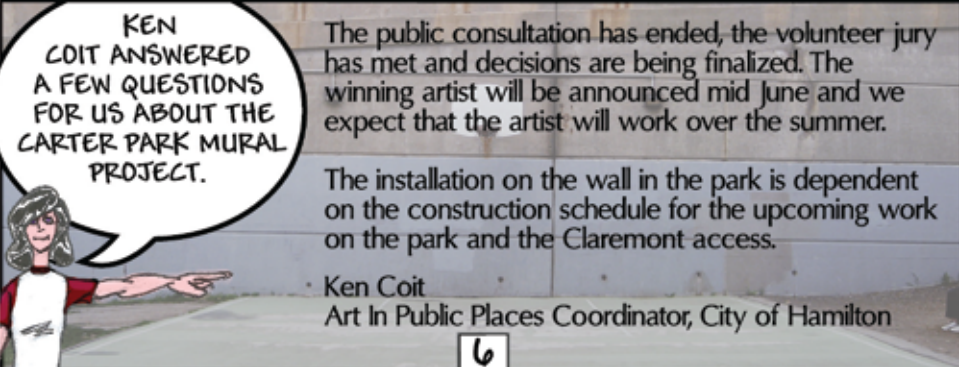 KEN
COIT ANSWERED
A FEW QUESTIONS
FOR US ABOUT THE
CARTER PARK MURAL
PROJECT.
The public consultation has ended, the volunteer jury
has met and decisions are being finalized. The
winning artist will be announced mid June and we
expect that the artist will work over the summer.
The installation on the wall in the park is dependent
on the construction schedule for the upcoming work
on the park and the Claremont access.
Ken Coit
Art In Public Places Coordinator, City of Hamilton
6